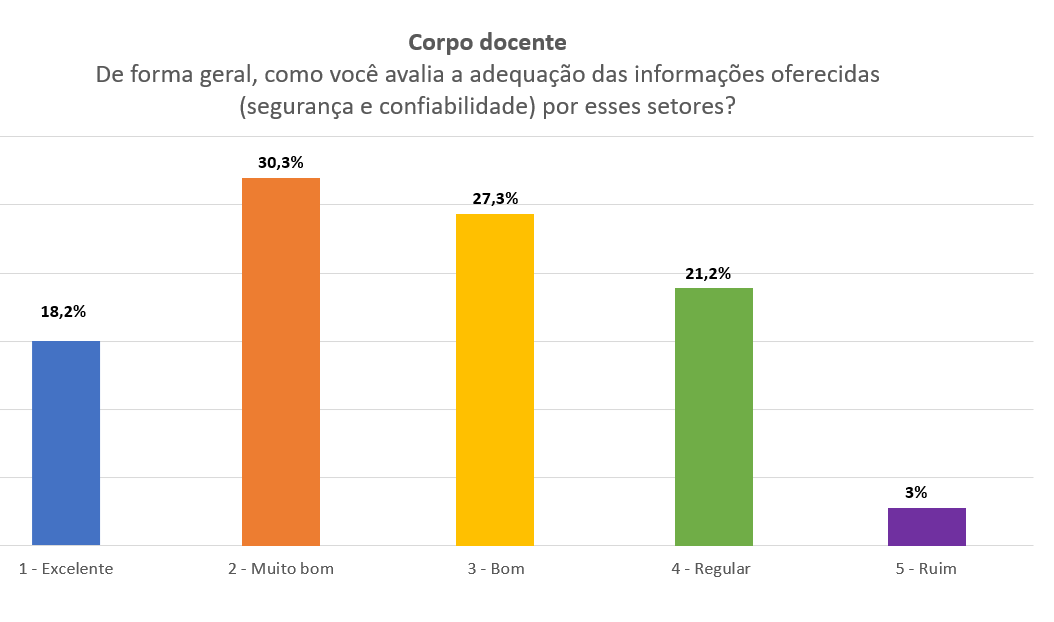 Corpo docente
De forma geral, como você avalia a adequação das informações oferecidas
(segurança e confiabilidade) por esses setores?
30,3%
27,3%
21,2%
18,2%
3%
1 - Excelente
2 - Muito bom
3 - Bom
4 - Regular
5 - Ruim